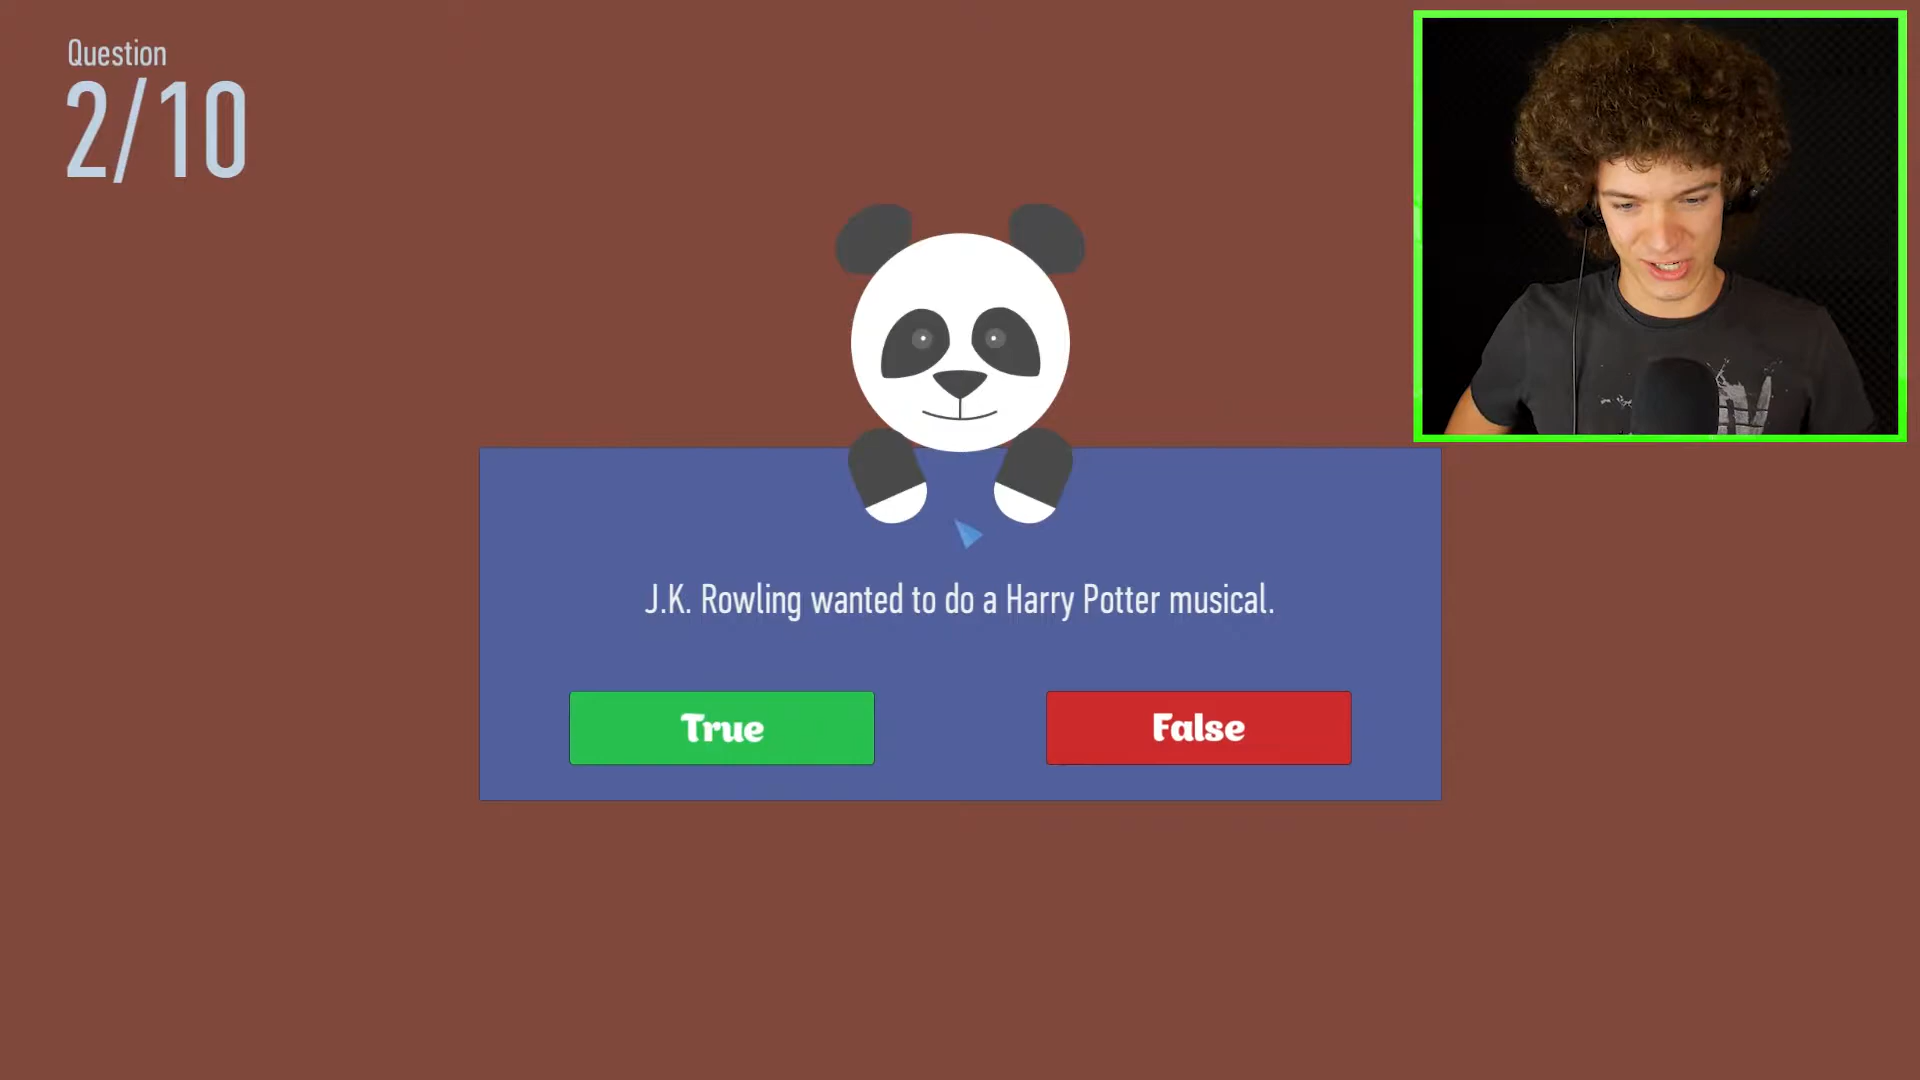 Question
2/10
J.K. Rowling wanted to do a Harry Potter musical.
True
False